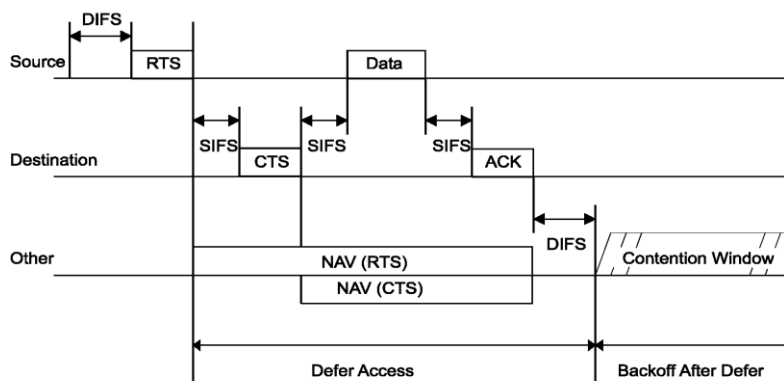 DIFS
Source
RTS
Data
SIFS
SIFS
SIFS
Destination
CTS
ACK
DIFS
Other
NAV (RTS)
Contention Window
NAV (CTS)
Defer Access
Backoff After Defer